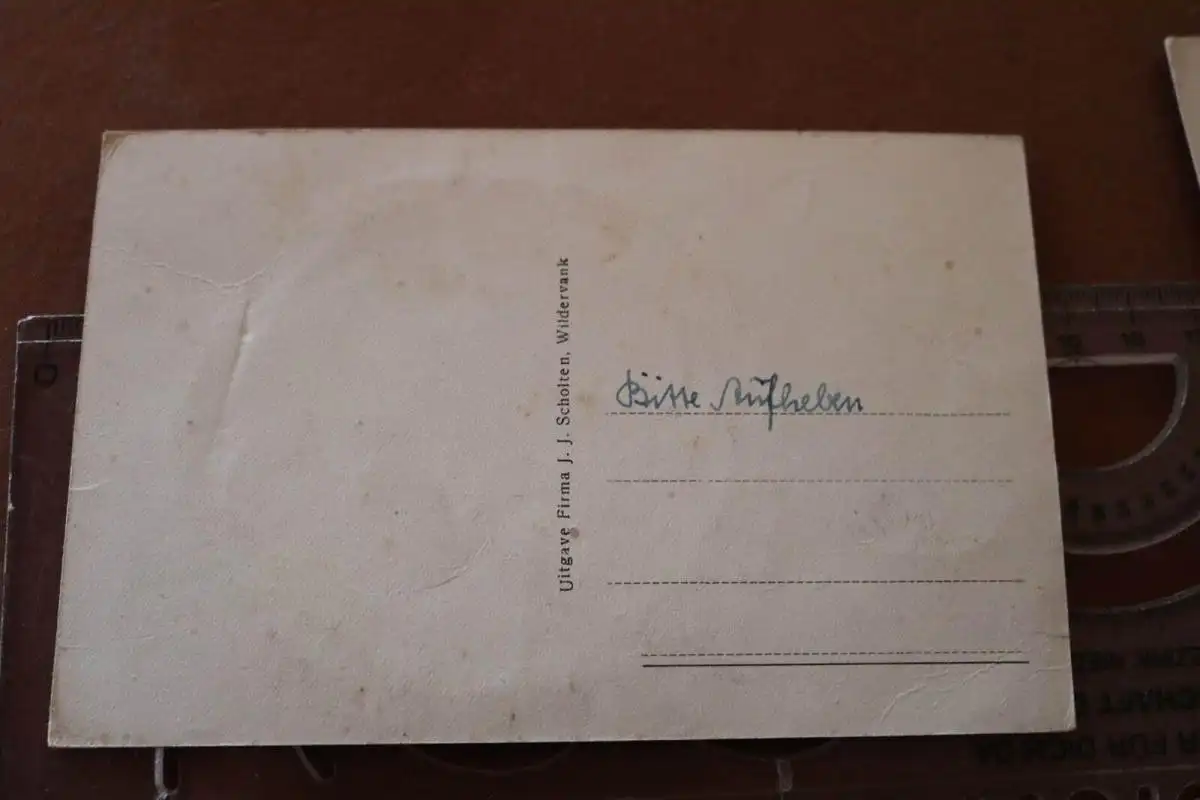 Uitgave Firma J. J. Scholten, Wildervank
Bitte Aufheben